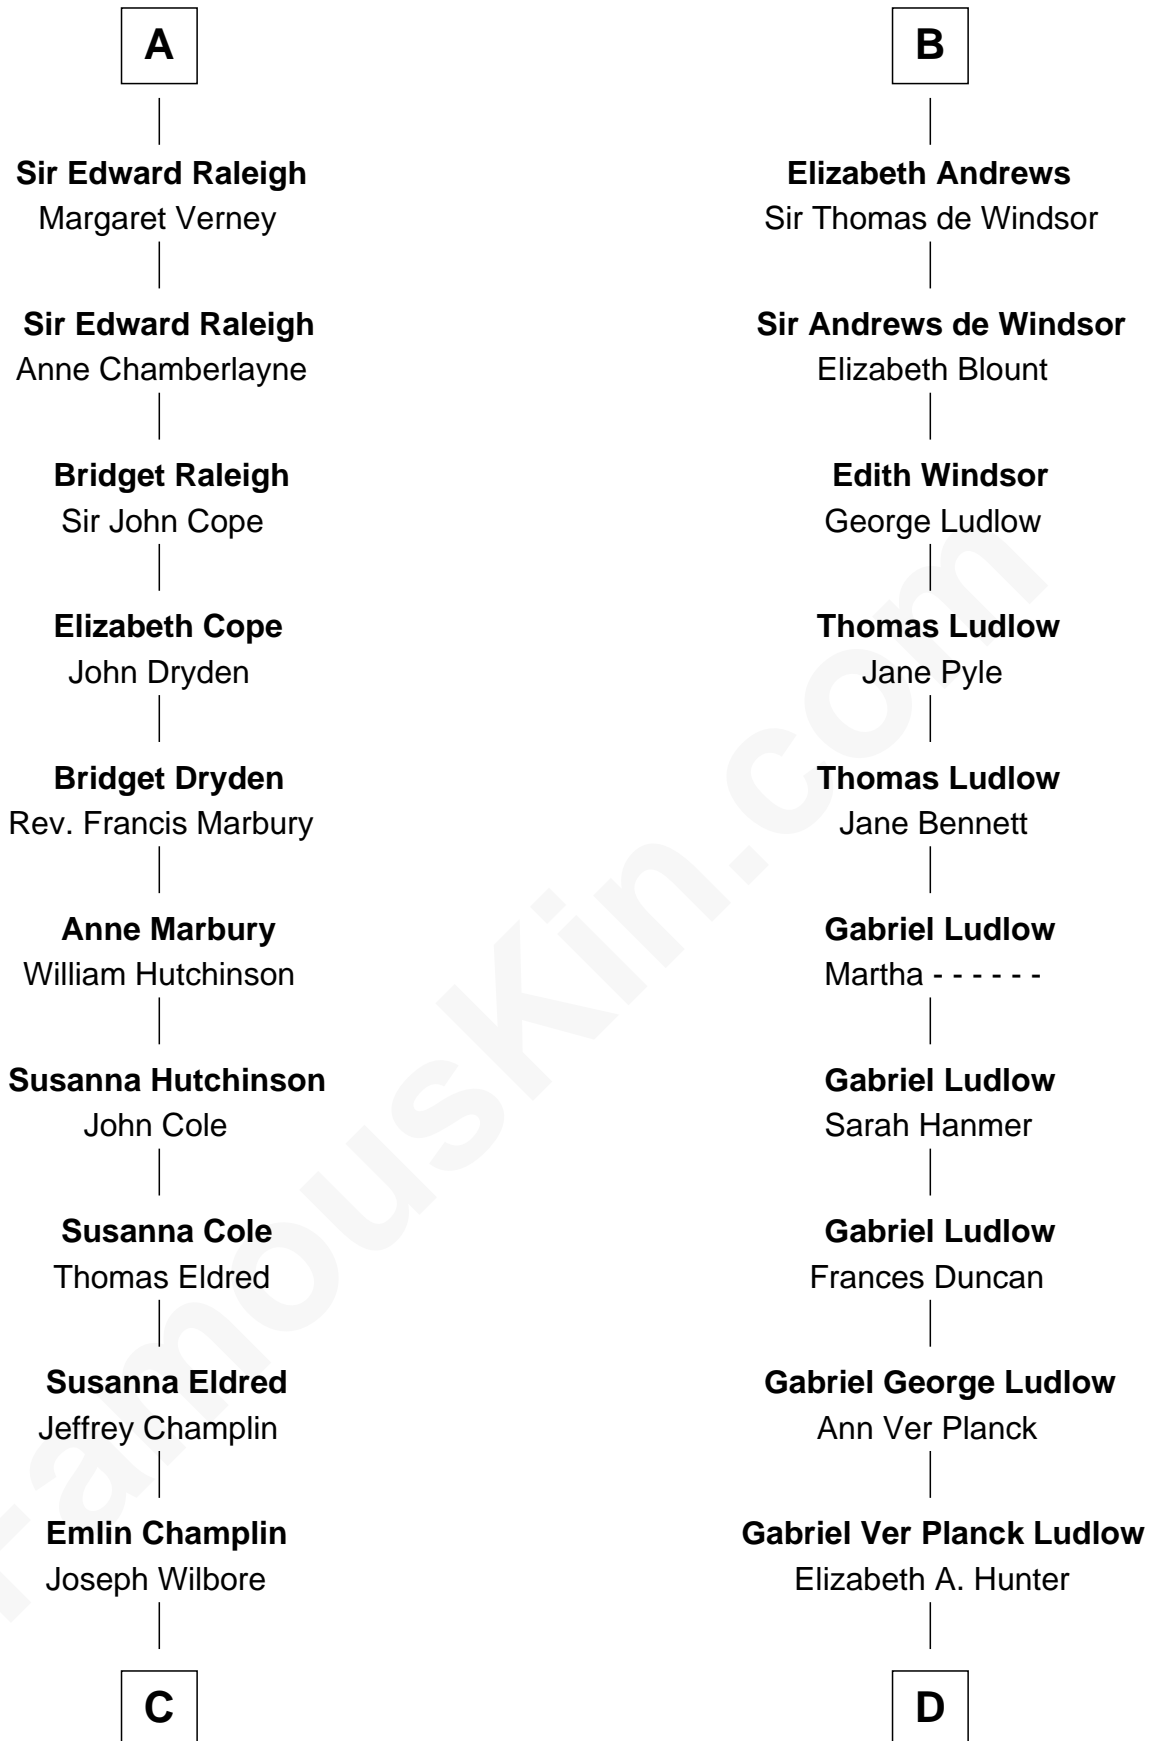 A
Sir Edward Raleigh
Margaret Verney
Sir Edward Raleigh
Anne Chamberlayne
Bridget Raleigh
Sir John Cope
Elizabeth Cope
John Dryden
Bridget Dryden
Rev. Francis Marbury
Anne Marbury
William Hutchinson
Susanna Hutchinson
John Cole
Susanna Cole
Thomas Eldred
Susanna Eldred
Jeffrey Champlin
Emlin Champlin
Joseph Wilbore
C
B
Elizabeth Andrews
Sir Thomas de Windsor
Sir Andrews de Windsor
Elizabeth Blount
Edith Windsor
George Ludlow
Thomas Ludlow
Jane Pyle
Thomas Ludlow
Jane Bennett
Gabriel Ludlow
Martha - - - - - -
Gabriel Ludlow
Sarah Hanmer
Gabriel Ludlow
Frances Duncan
Gabriel George Ludlow
Ann Ver Planck
Gabriel Ver Planck Ludlow
Elizabeth A. Hunter
D
FamousKin.com